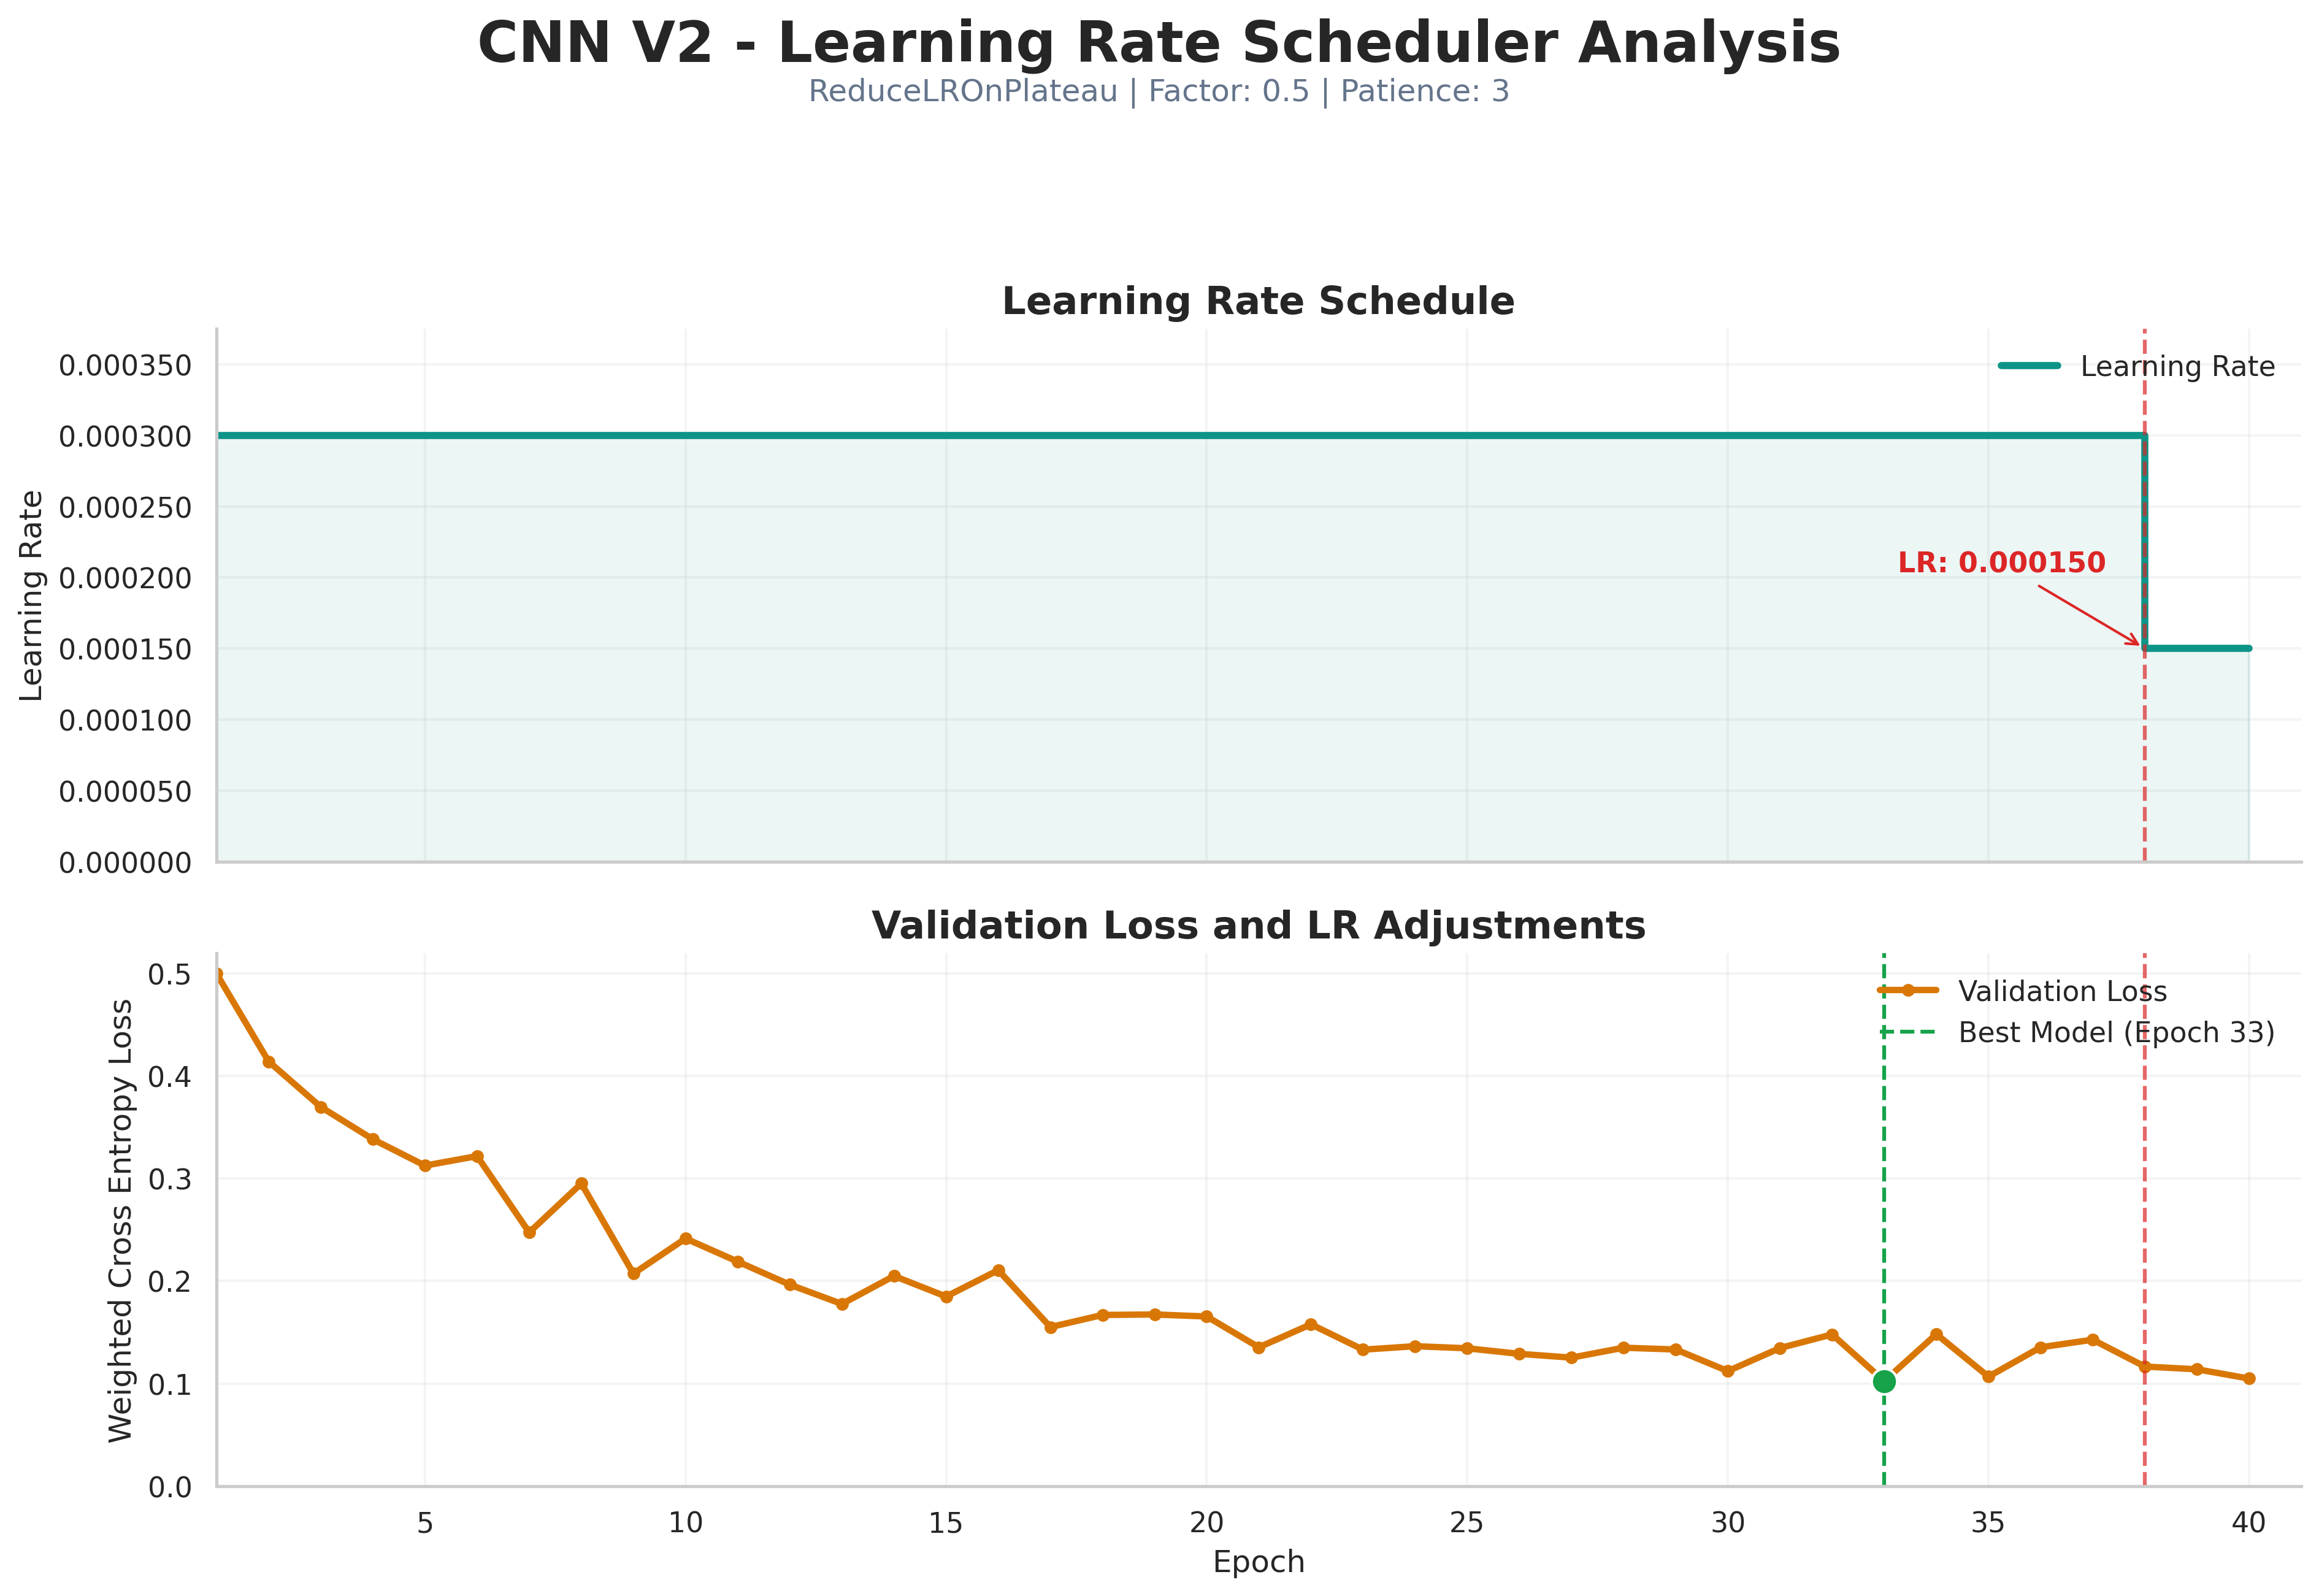 CNN V2 - Learning Rate Scheduler Analysis
ReduceLROnPlateau | Factor: 0.5 | Patience: 3
Learning Rate Schedule
Learning Rate
0.000350
0.000300
0.000250
0.000200
0.000150
0.000100
0.000050
0.000000
Learning Rate
LR: 0.000150
Validation Loss and LR Adjustments
Weighted Cross Entropy Loss
0.5
0.4
0.3
0.2
0.1
0.0
Validation Loss
Best Model (Epoch 33)
5 10 15 20 25 30 35 40
Epoch